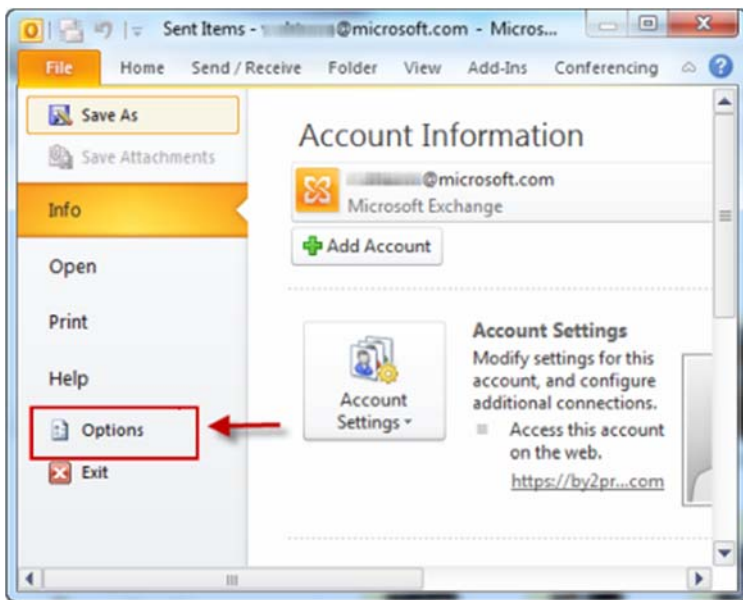 Sent Items - @microsoft.com - Micros...
File Home Send / Receive Folder View Add-Ins Conferencing
Save As
Save Attachments
Info
Open
Print
Help
Options
Exit
Account Information
@microsoft.com
Microsoft Exchange
Add Account
Account Settings
Account Settings
Modify settings for this
account, and configure
additional connections.
Access this account
on the web.
https://by2pr...com